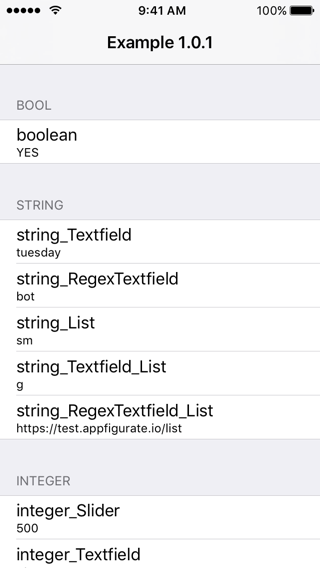 9:41 AM 100%
Example 1.0.1
BOOL
boolean
YES
STRING
string_Textfield
tuesday
string_RegexTextfield
bot
string_List
sm
string_Textfield_List
g
string_RegexTextfield_List
https://test.appfigurate.io/list
INTEGER
integer_Slider
500
integer_Textfield